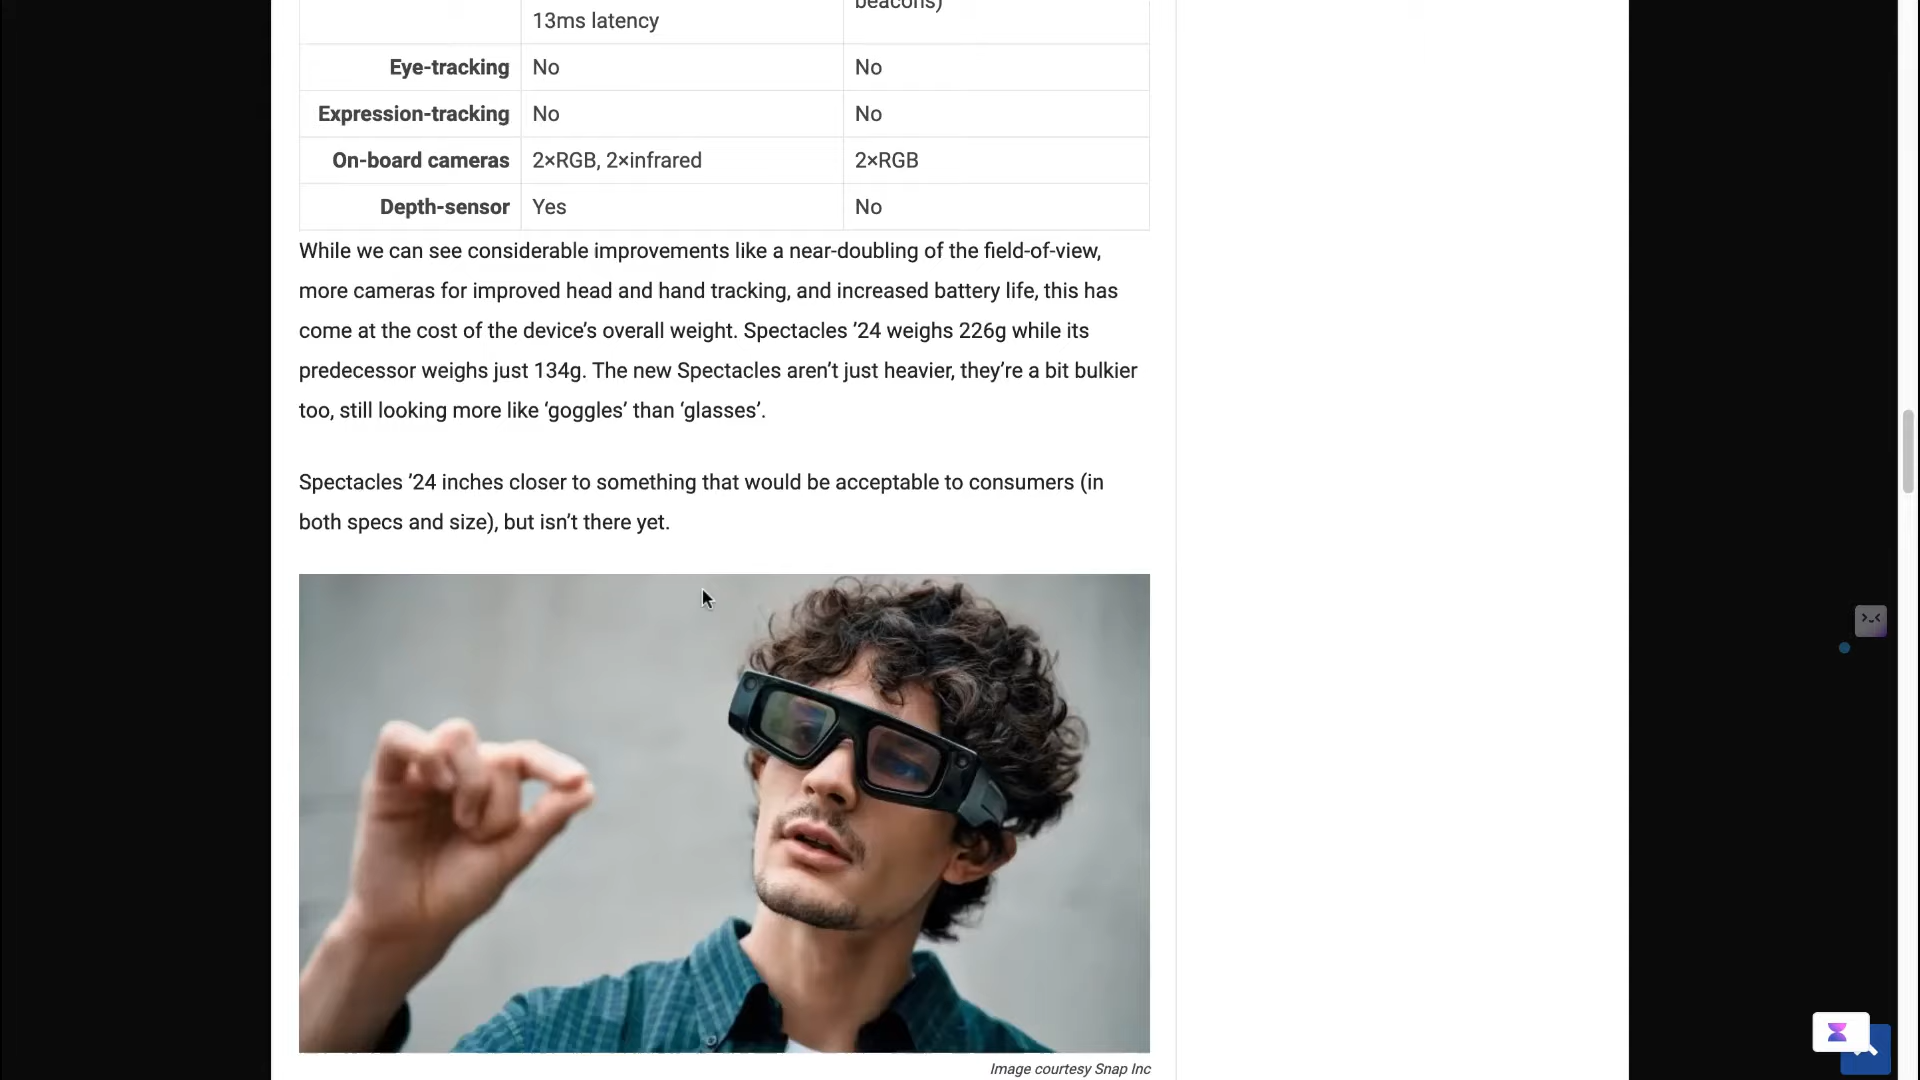 beacons)
13ms latency
Eye-tracking No No
Expression-tracking No No
On-board cameras 2×RGB, 2×infrared 2×RGB
Depth-sensor Yes No
While we can see considerable improvements like a near-doubling of the field-of-view,
more cameras for improved head and hand tracking, and increased battery life, this has
come at the cost of the device’s overall weight. Spectacles ’24 weighs 226g while its
predecessor weighs just 134g. The new Spectacles aren’t just heavier, they’re a bit bulkier
too, still looking more like ‘goggles’ than ‘glasses’.
Spectacles ’24 inches closer to something that would be acceptable to consumers (in
both specs and size), but isn’t there yet.
Image courtesy Snap Inc